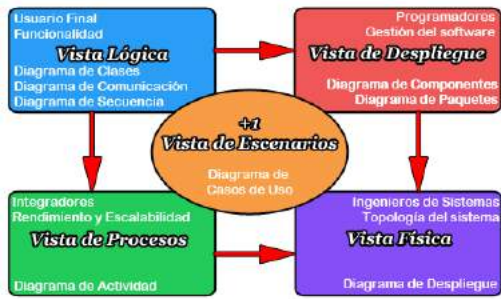 Usuario Final
Funcionalidad
Vista Lógica
Diagrama de Clases
Diagrama de Comunicación
Diagrama de Secuencia
Programadores
Gestión del software
Vista de Despliegue
Diagrama de Componentes
Diagrama de Paquetes
+1
Vista de Escenarios
Diagrama de
Casos de Uso
Integradores
Rendimiento y Escalabilidad
Vista de Procesos
Diagrama de Actividad
Ingenieros de Sistemas
Topología del sistema
Vista Física
Diagrama de Despliegue